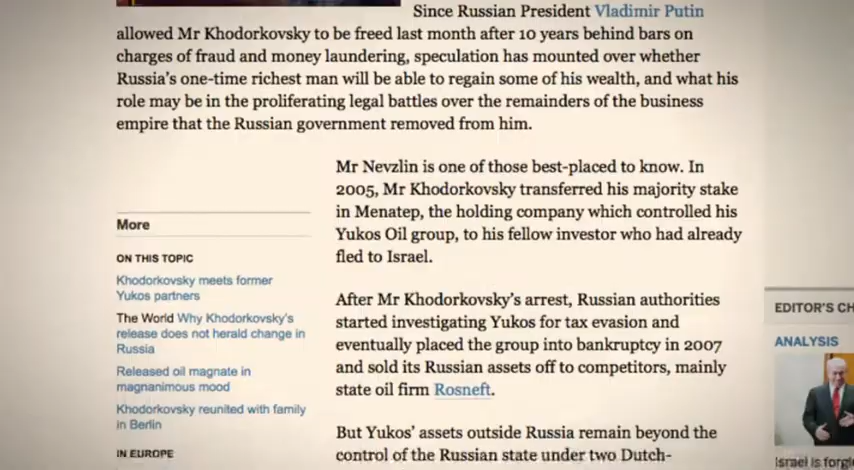 Since Russian President Vladimir Putin
allowed Mr Khodorkovsky to be freed last month after 10 years behind bars on
charges of fraud and money laundering, speculation has mounted over whether
Russia's one-time richest man will be able to regain some of his wealth, and what his
role may be in the proliferating legal battles over the remainders of the business
empire that the Russian government removed from him.
Mr Nevzlin is one of those best-placed to know. In
2005, Mr Khodorkovsky transferred his majority stake
in Menatep, the holding company which controlled his
Yukos Oil group, to his fellow investor who had already
fled to Israel.
After Mr Khodorkovsky's arrest, Russian authorities
started investigating Yukos for tax evasion and
eventually placed the group into bankruptcy in 2007
and sold its Russian assets off to competitors, mainly
state oil firm Rosneft.
But Yukos' assets outside Russia remain beyond the
control of the Russian state under two Dutch-
More
ON THIS TOPIC
Khodorkovsky meets former
Yukos partners
The World Why Khodorkovsky's
release does not herald change in
Russia
Released oil magnate in
magnanimous mood
Khodorkovsky reunited with family
in Berlin
IN EUROPE
EDITOR'S CH
ANALYSIS
Israel is forg